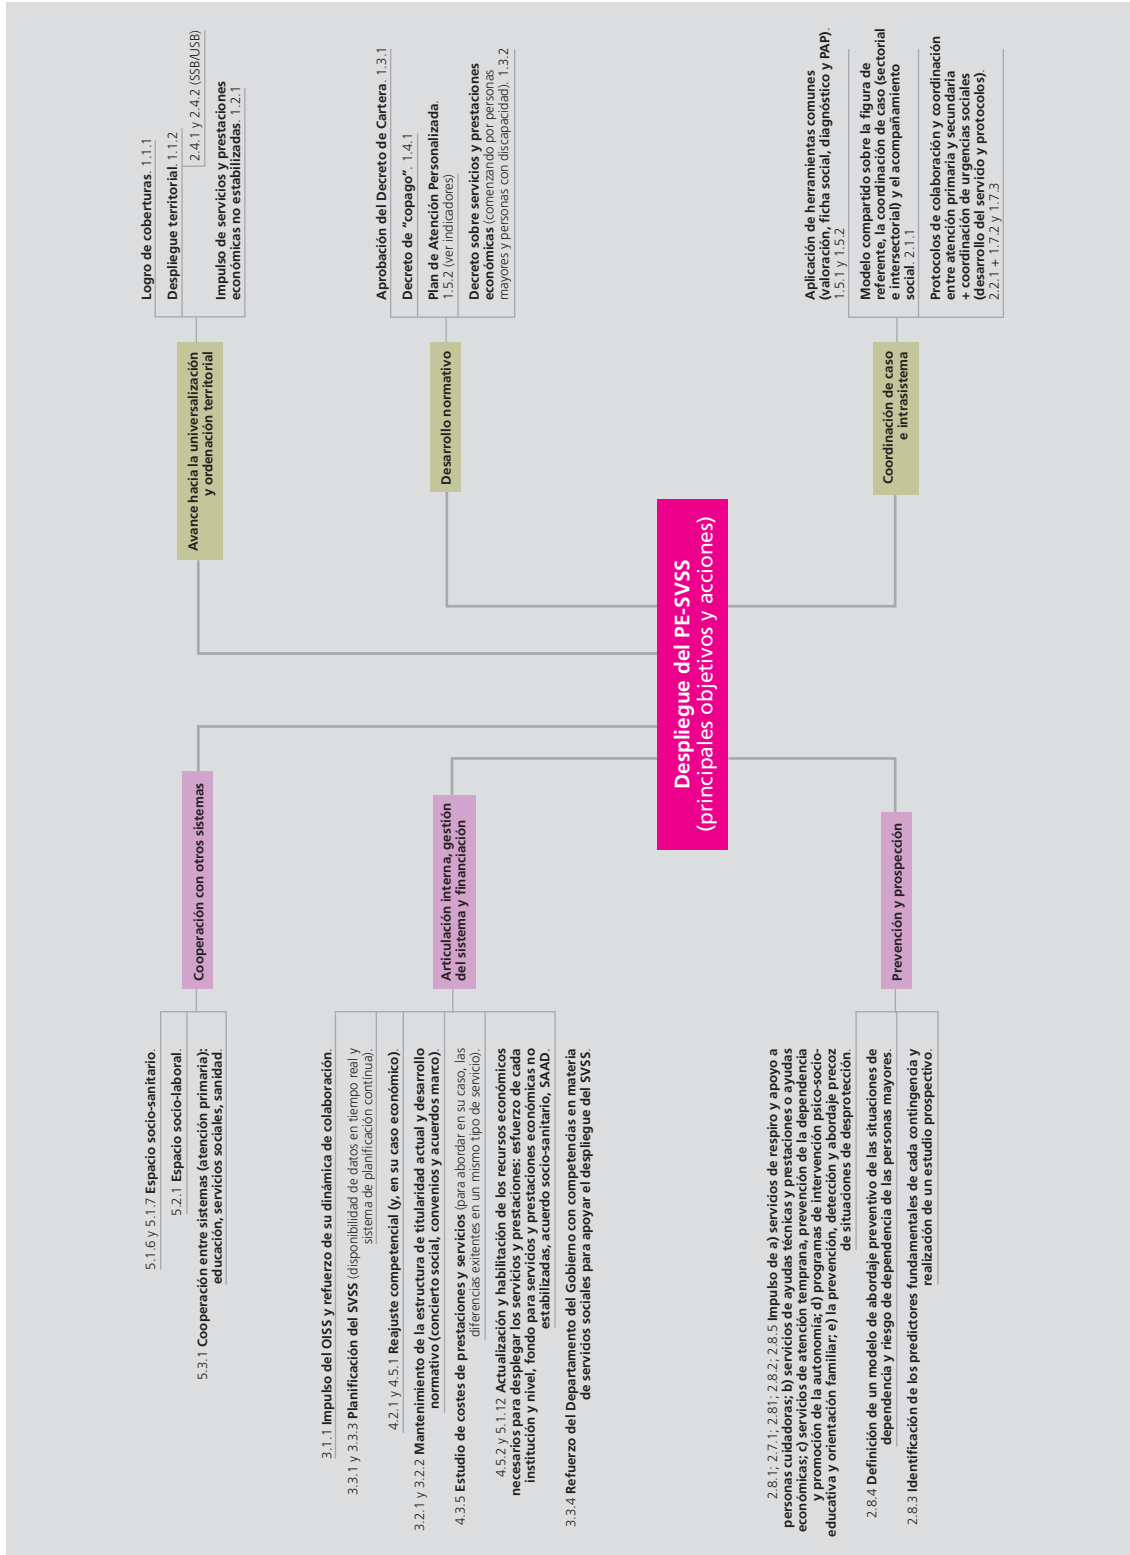 Despliegue del PE-SVSS
(principales objetivos y acciones)
Cooperación con otros sistemas
5.1.6 y 5.1.7 Espacio socio-sanitario.
5.2.1 Espacio socio-laboral.
5.3.1 Cooperación entre sistemas (atención primaria):
educación, servicios sociales, sanidad.
Articulación interna, gestión
del sistema y financiación
3.1.1 Impulso del OISS y refuerzo de su dinámica de colaboración.
3.3.1 y 3.3.3 Planificación del SVSS (disponibilidad de datos en tiempo real y
sistema de planificación continua).
4.2.1 y 4.5.1 Reajuste competencial (y, en su caso económico).
3.2.1 y 3.2.2 Mantenimiento de la estructura de titularidad actual y desarrollo
normativo (concierto social, convenios y acuerdos marco).
4.3.5 Estudio de costes de prestaciones y servicios (para abordar en su caso, las
diferencias exitentes en un mismo tipo de servicio).
4.5.2 y 5.1.12 Actualización y habilitación de los recursos económicos
necesarios para desplegar los servicios y prestaciones: esfuerzo de cada
institución y nivel, fondo para servicios y prestaciones económicas no
estabilizadas, acuerdo socio-sanitario, SAAD.
3.3.4 Refuerzo del Departamento del Gobierno con competencias en materia
de servicios sociales para apoyar el despliegue del SVSS.
Prevención y prospección
2.8.1; 2.7.1; 2.81; 2.8.2; 2.8.5 Impulso de a) servicios de respiro y apoyo a
personas cuidadoras; b) servicios de ayudas técnicas y prestaciones o ayudas
económicas; c) servicios de atención temprana, prevención de la dependencia
y promoción de la autonomía; d) programas de intervención psico-socio-
educativa y orientación familiar; e) la prevención, detección y abordaje precoz
de situaciones de desprotección.
2.8.4 Definición de un modelo de abordaje preventivo de las situaciones de
dependencia y riesgo de dependencia de las personas mayores.
2.8.3 Identificación de los predictores fundamentales de cada contingencia y
realización de un estudio prospectivo.
Avance hacia la universalización
y ordenación territorial
Logro de coberturas. 1.1.1
Despliegue territorial. 1.1.2
2.4.1 y 2.4.2 (SSB/USB)
Impulso de servicios y prestaciones
económicas no estabilizadas. 1.2.1
Desarrollo normativo
Aprobación del Decreto de Cartera. 1.3.1
Decreto de "copago". 1.4.1
Plan de Atención Personalizada.
1.5.2 (ver indicadores)
Decreto sobre servicios y prestaciones
económicas (comenzando por personas
mayores y personas con discapacidad). 1.3.2
Coordinación de caso
e intrasistema
Aplicación de herramientas comunes
(valoración, ficha social, diagnóstico y PAP).
1.5.1 y 1.5.2
Modelo compartido sobre la figura de
referente, la coordinación de caso (sectorial
e intersectorial) y el acompañamiento
social. 2.1.1
Protocolos de colaboración y coordinación
entre atención primaria y secundaria
+ coordinación de urgencias sociales
(desarrollo del servicio y protocolos).
2.2.1 + 1.7.2 y 1.7.3